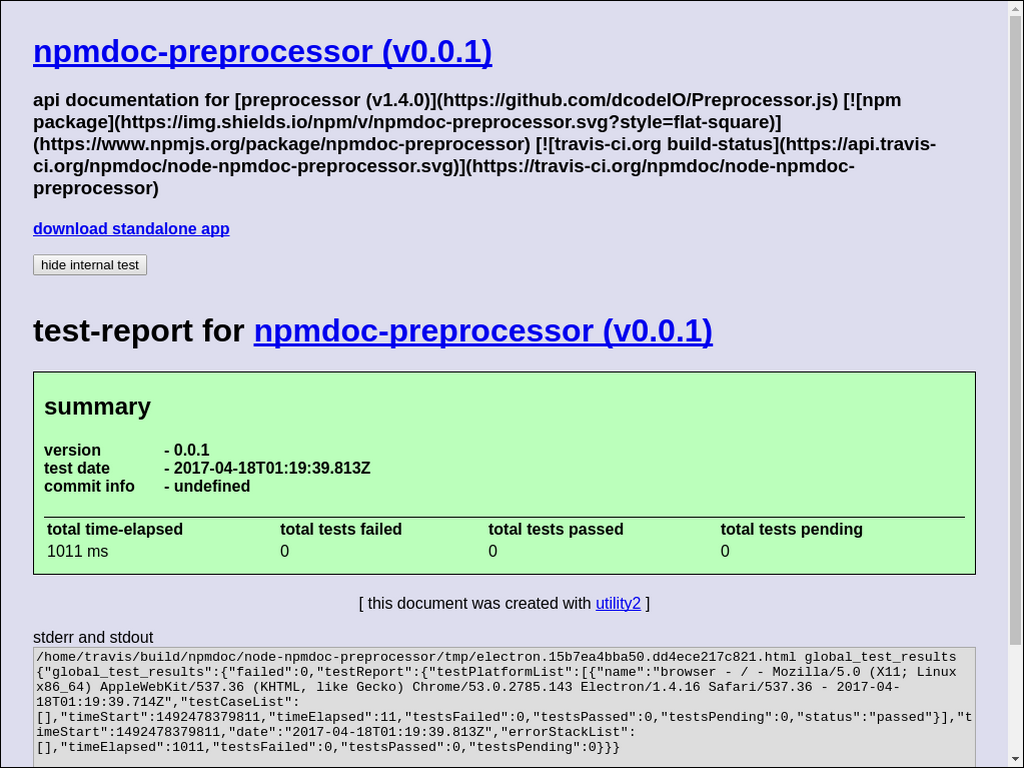 npmdoc-preprocessor (v0.0.1)
api documentation for [preprocessor (v1.4.0)](https://github.com/dcodeIO/Preprocessor.js) [![npm
package](https://img.shields.io/npm/v/npmdoc-preprocessor.svg?style=flat-square)]
(https://www.npmjs.org/package/npmdoc-preprocessor) [![travis-ci.org build-status](https://api.travis-
ci.org/npmdoc/node-npmdoc-preprocessor.svg)](https://travis-ci.org/npmdoc/node-npmdoc-
preprocessor)
download standalone app
hide internal test
test-report for npmdoc-preprocessor (v0.0.1)
summary
version - 0.0.1
test date - 2017-04-18T01:19:39.813Z
commit info - undefined
total time-elapsed total tests failed total tests passed total tests pending
1011 ms 0 0 0
[ this document was created with utility2 ]
stderr and stdout
/home/travis/build/npmdoc/node-npmdoc-preprocessor/tmp/electron.15b7ea4bba50.dd4ece217c821.html global_test_results
{"global_test_results":{"failed":0,"testReport":{"testPlatformList":[{"name":"browser - / - Mozilla/5.0 (X11; Linux
x86_64) AppleWebKit/537.36 (KHTML, like Gecko) Chrome/53.0.2785.143 Electron/1.4.16 Safari/537.36 - 2017-04-
18T01:19:39.714Z","testCaseList":
[],"timeStart":1492478379811,"timeElapsed":11,"testsFailed":0,"testsPassed":0,"testsPending":0,"status":"passed"}],"t
imeStart":1492478379811,"date":"2017-04-18T01:19:39.813Z","errorStackList":
[],"timeElapsed":1011,"testsFailed":0,"testsPassed":0,"testsPending":0}}}